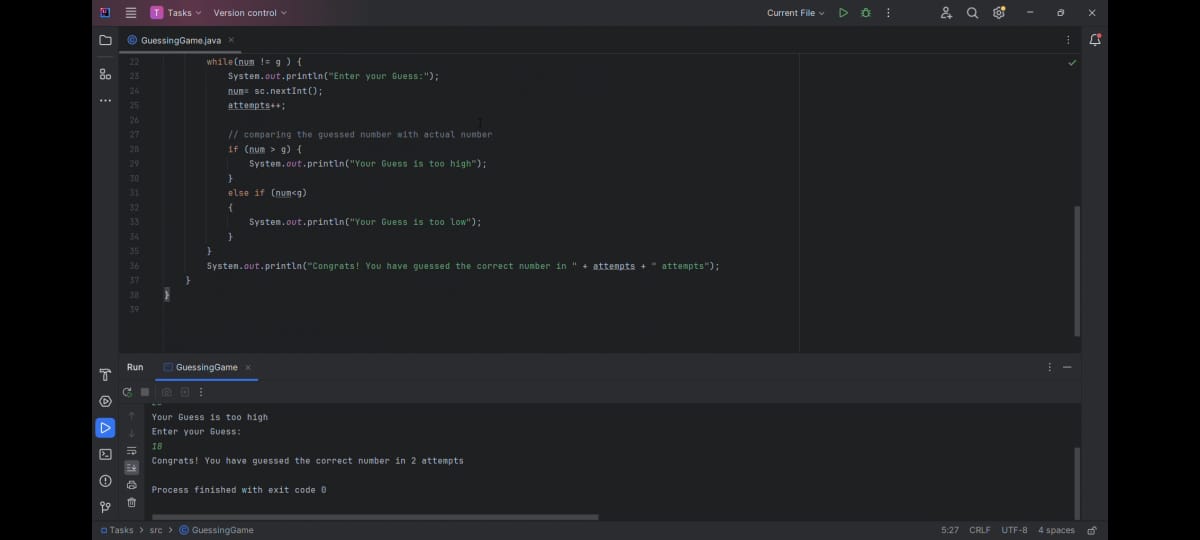 T Tasks Version control Current File
GuessingGame.java
22 while(num != g ) {
23 System.out.println("Enter your Guess:");
24 num= sc.nextInt();
25 attempts++;
26
27 // comparing the guessed number with actual number
28 if (num > g) {
29 System.out.println("Your Guess is too high");
30 }
31 else if (num<g)
32 {
33 System.out.println("Your Guess is too low");
34 }
35 }
36 System.out.println("Congrats! You have guessed the correct number in " + attempts + " attempts");
37 }
38 }
39
Run GuessingGame
Your Guess is too high
Enter your Guess:
18
Congrats! You have guessed the correct number in 2 attempts
Process finished with exit code 0
Tasks > src > GuessingGame 5:27 CRLF UTF-8 4 spaces